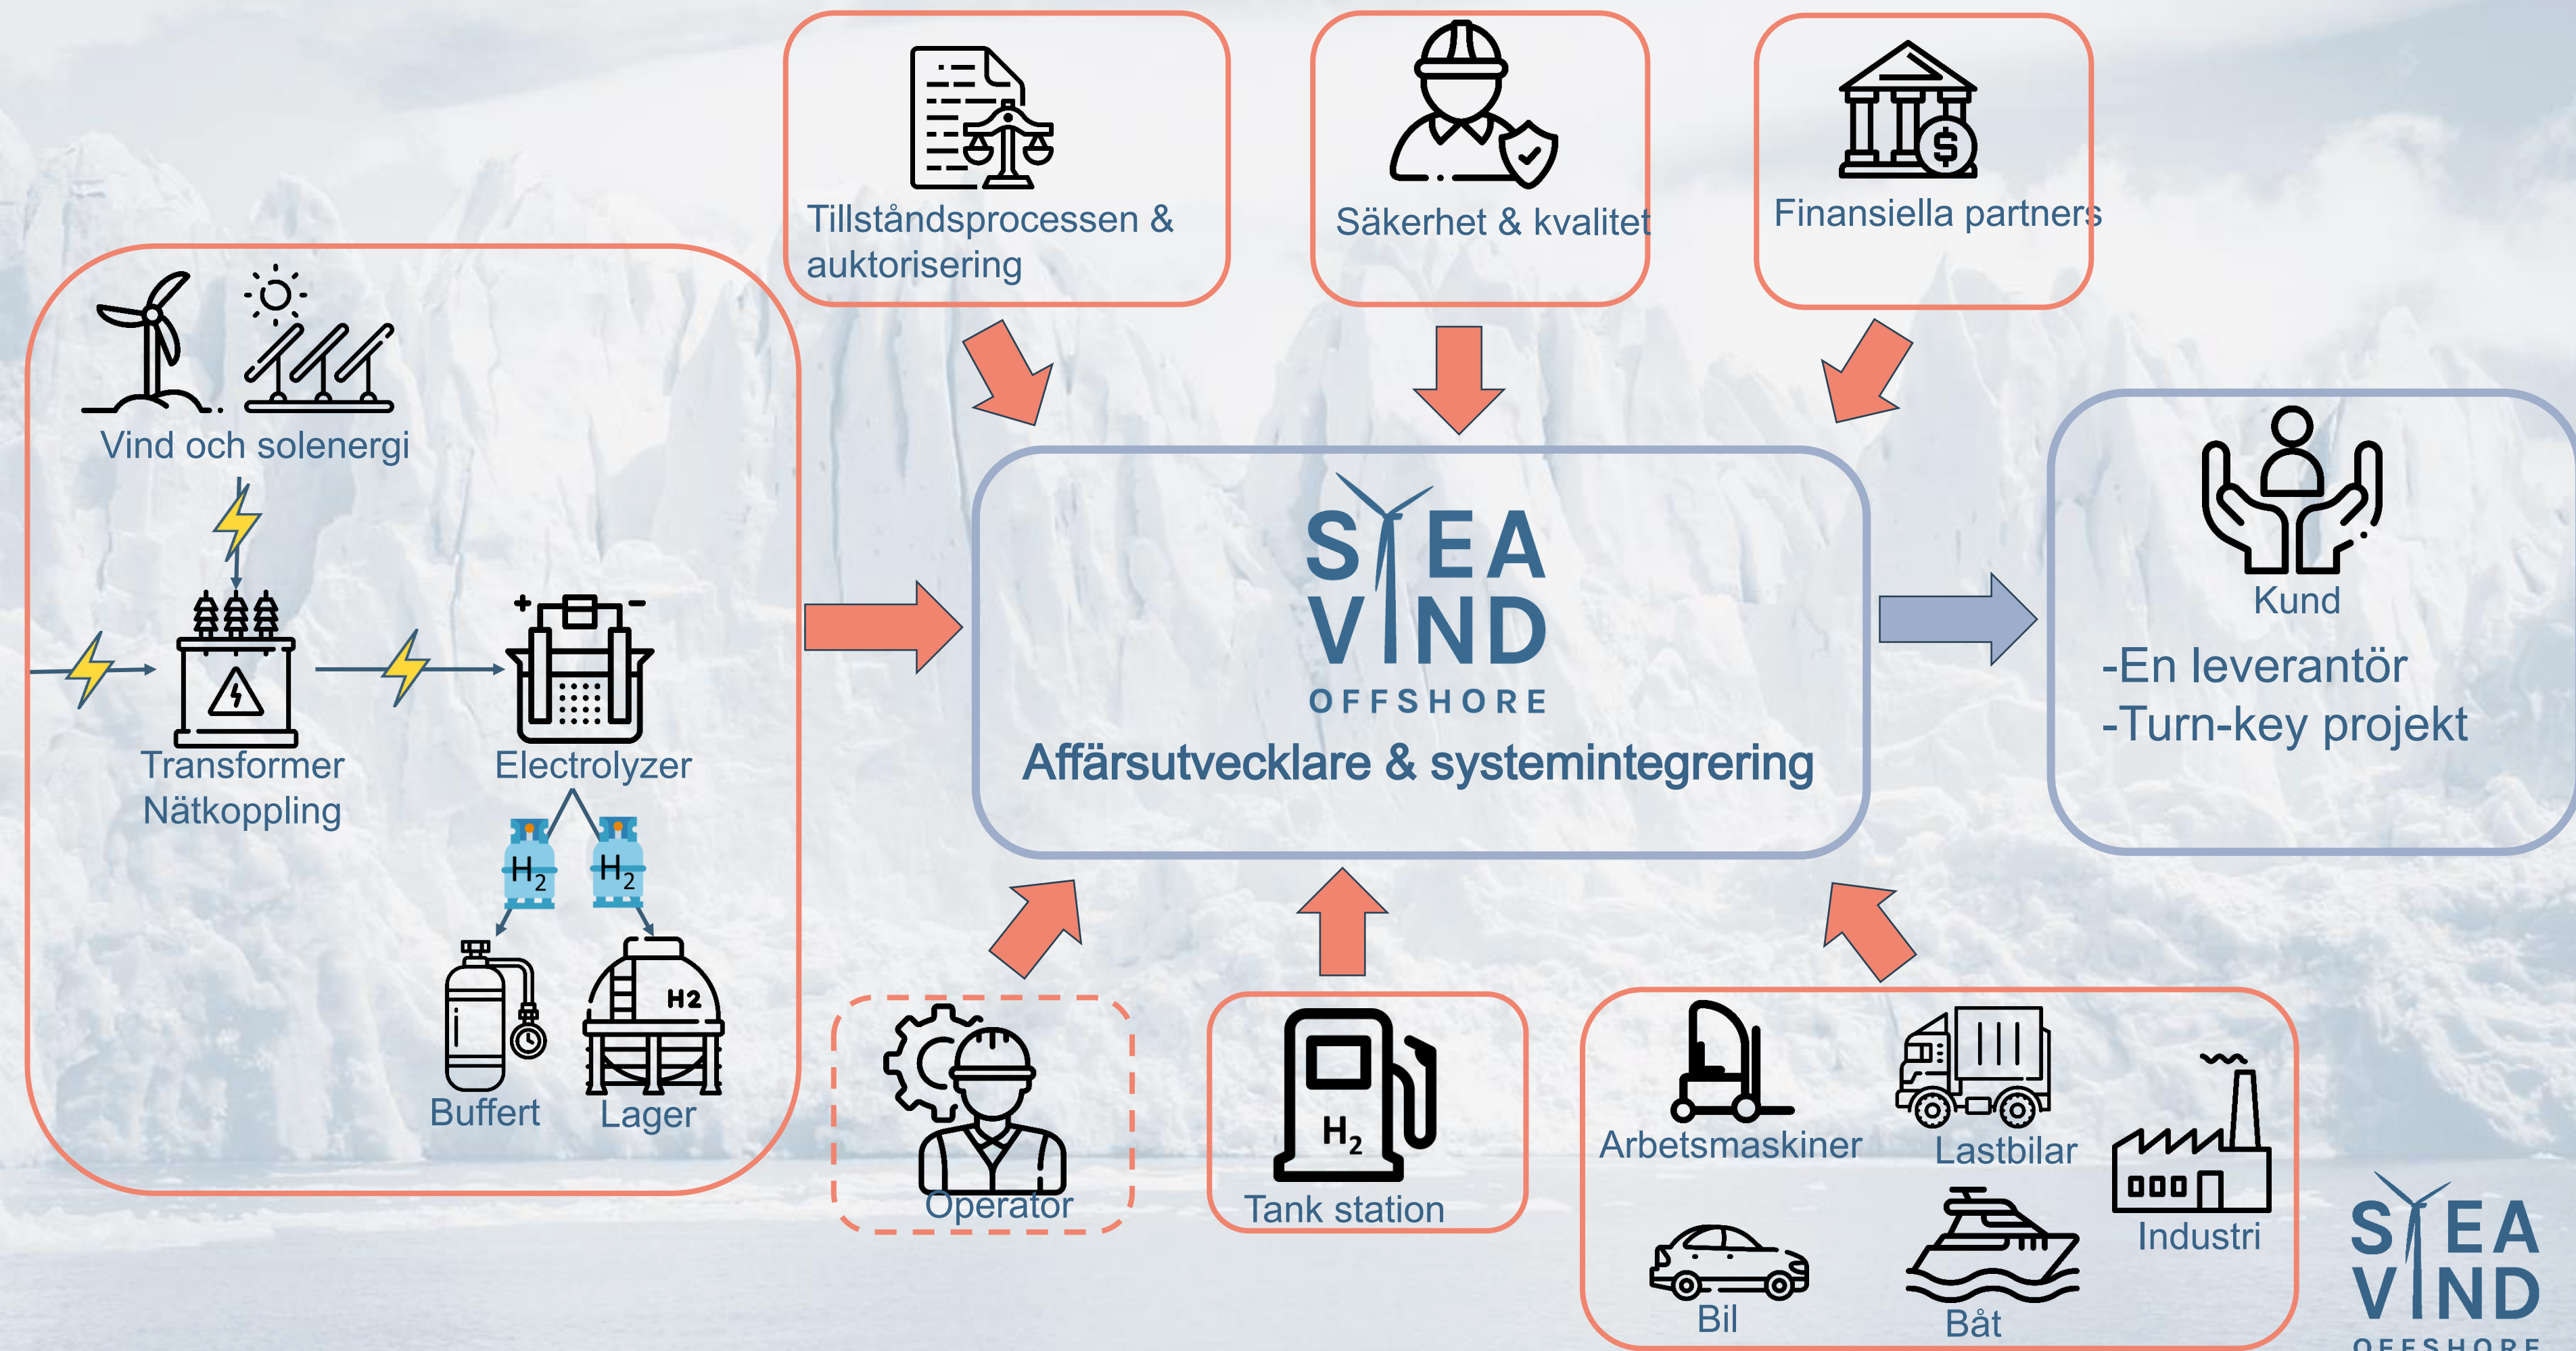 Tillståndsprocessen &
auktorisering
Säkerhet & kvalitet
Finansiella partners
Vind och solenergi
Transformer
Nätkoppling
+ -
Electrolyzer
H2
H2
H2
Buffert
Lager
SEA
VIND
OFFSHORE
Affärsutvecklare & systemintegrering
Kund
-En leverantör
-Turn-key projekt
Operator
H2
Tank station
Arbetsmaskiner
Lastbilar
Industri
Bil
Båt
SEA
VIND
OFFSHORE